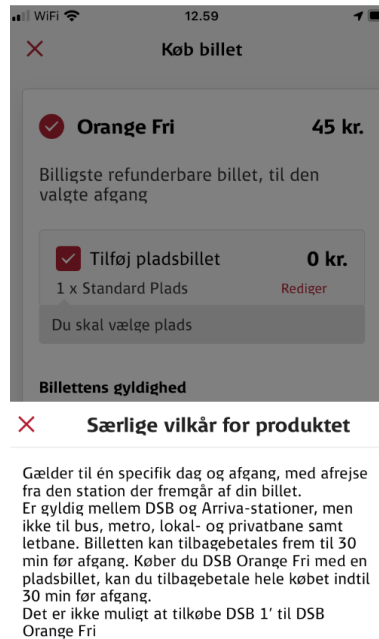 WiFi 12.59
Køb billet
Orange Fri 45 kr.
Billigste refunderbare billet, til den
valgte afgang
Tilføj pladsbillet 0 kr.
1 x Standard Plads Rediger
Du skal vælge plads
Billettens gyldighed
Særlige vilkår for produktet
Gælder til én specifik dag og afgang, med afrejse
fra den station der fremgår af din billet.
Er gyldig mellem DSB og Arriva-stationer, men
ikke til bus, metro, lokal- og privatbane samt
letbane. Billetten kan tilbagebetales frem til 30
min før afgang. Køber du DSB Orange Fri med en
pladsbillet, kan du tilbagebetale hele købet indtil
30 min før afgang.
Det er ikke muligt at tilkøbe DSB 1' til DSB
Orange Fri